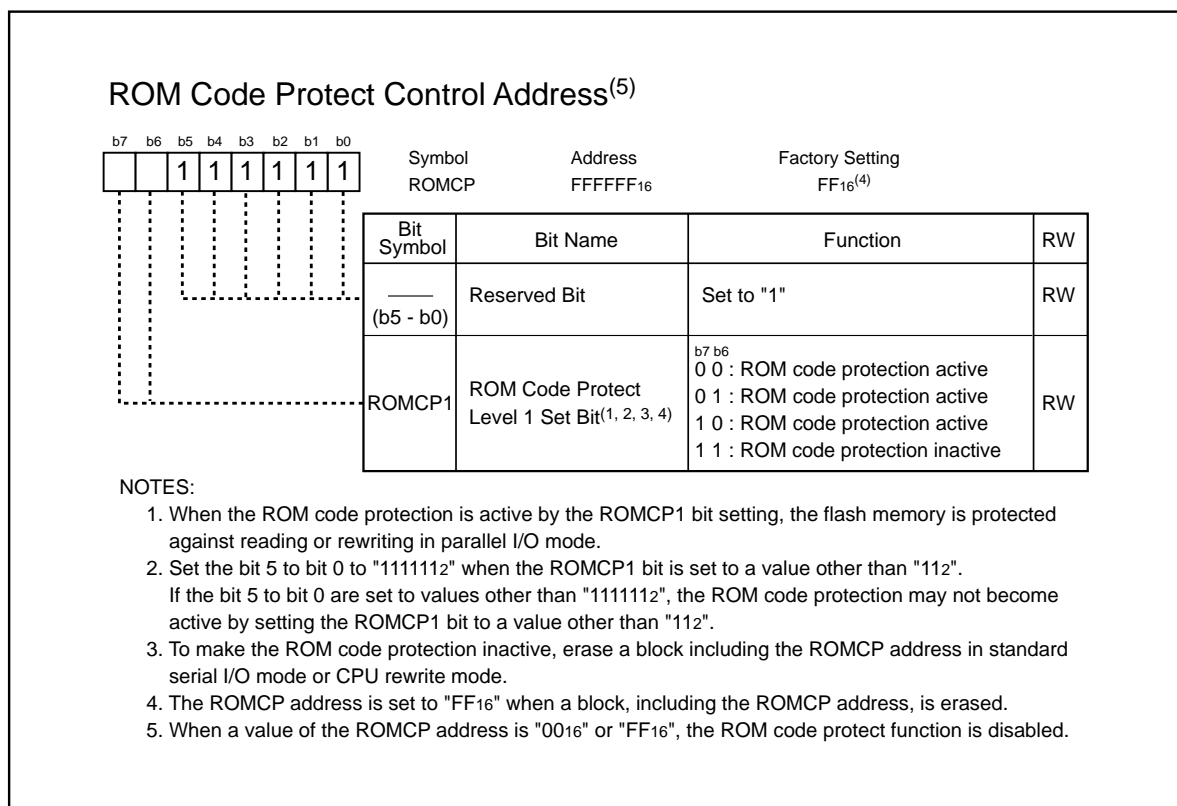 ROM Code Protect Control Address(5)
b7 b6 b5 b4 b3 b2 b1 b0
1 1 1 1 1 1
Symbol Address Factory Setting
ROMCP FFFFFF16 FF16(4)
Bit Symbol Bit Name Function RW
(b5 - b0) Reserved Bit Set to "1" RW
ROMCP1 ROM Code Protect Level 1 Set Bit(1, 2, 3, 4) RW
b7 b6
0 0 : ROM code protection active
0 1 : ROM code protection active
1 0 : ROM code protection active
1 1 : ROM code protection inactive
NOTES:
1. When the ROM code protection is active by the ROMCP1 bit setting, the flash memory is protected
against reading or rewriting in parallel I/O mode.
2. Set the bit 5 to bit 0 to "1111112" when the ROMCP1 bit is set to a value other than "112".
If the bit 5 to bit 0 are set to values other than "1111112", the ROM code protection may not become
active by setting the ROMCP1 bit to a value other than "112".
3. To make the ROM code protection inactive, erase a block including the ROMCP address in standard
serial I/O mode or CPU rewrite mode.
4. The ROMCP address is set to "FF16" when a block, including the ROMCP address, is erased.
5. When a value of the ROMCP address is "0016" or "FF16", the ROM code protect function is disabled.